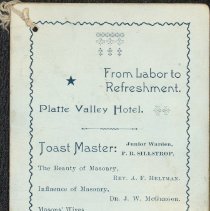 From Labor to
Refreshment.
Platte Valley Hotel.
Toast Master:
Junior Warden,
F. B. SILLSTROP.
The Beauty of Masonry,
REV. A. F. HELTMAN.
Influence of Masonry,
DR. J. W. MCGREGOR.
Masons' Wives